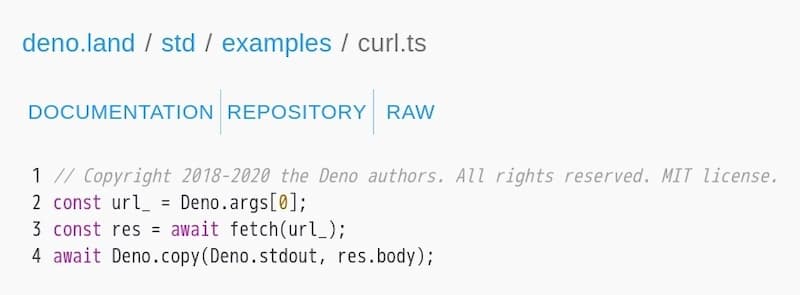 deno.land / std / examples / curl.ts
DOCUMENTATION REPOSITORY RAW
1 // Copyright 2018-2020 the Deno authors. All rights reserved. MIT license.
2 const url_ = Deno.args[0];
3 const res = await fetch(url_);
4 await Deno.copy(Deno.stdout, res.body);